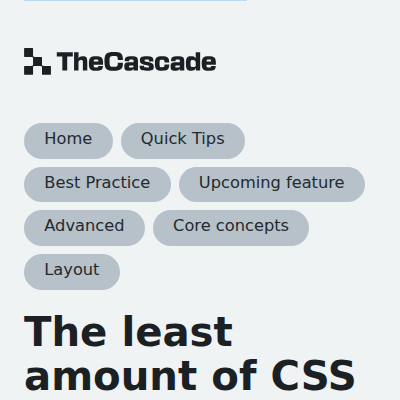 TheCascade
Home Quick Tips
Best Practice Upcoming feature
Advanced Core concepts
Layout
The least
amount of CSS